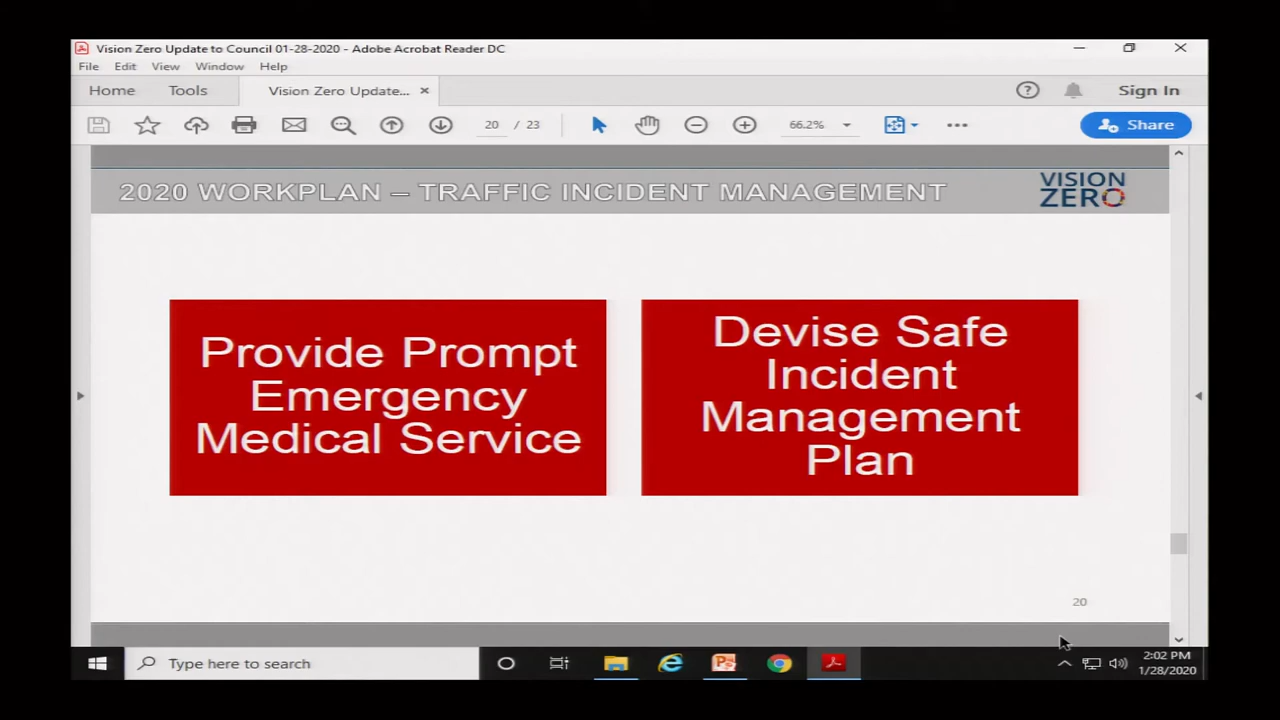 Vision Zero Update to Council 01-28-2020 - Adobe Acrobat Reader DC
File Edit View Window Help
Home Tools Vision Zero Update... ×
Sign In
20 / 23
66.2%
Share
2020 WORKPLAN – TRAFFIC INCIDENT MANAGEMENT
VISION
ZERO
Provide Prompt
Emergency
Medical Service
Devise Safe
Incident
Management
Plan
20
Type here to search
2:02 PM
1/28/2020